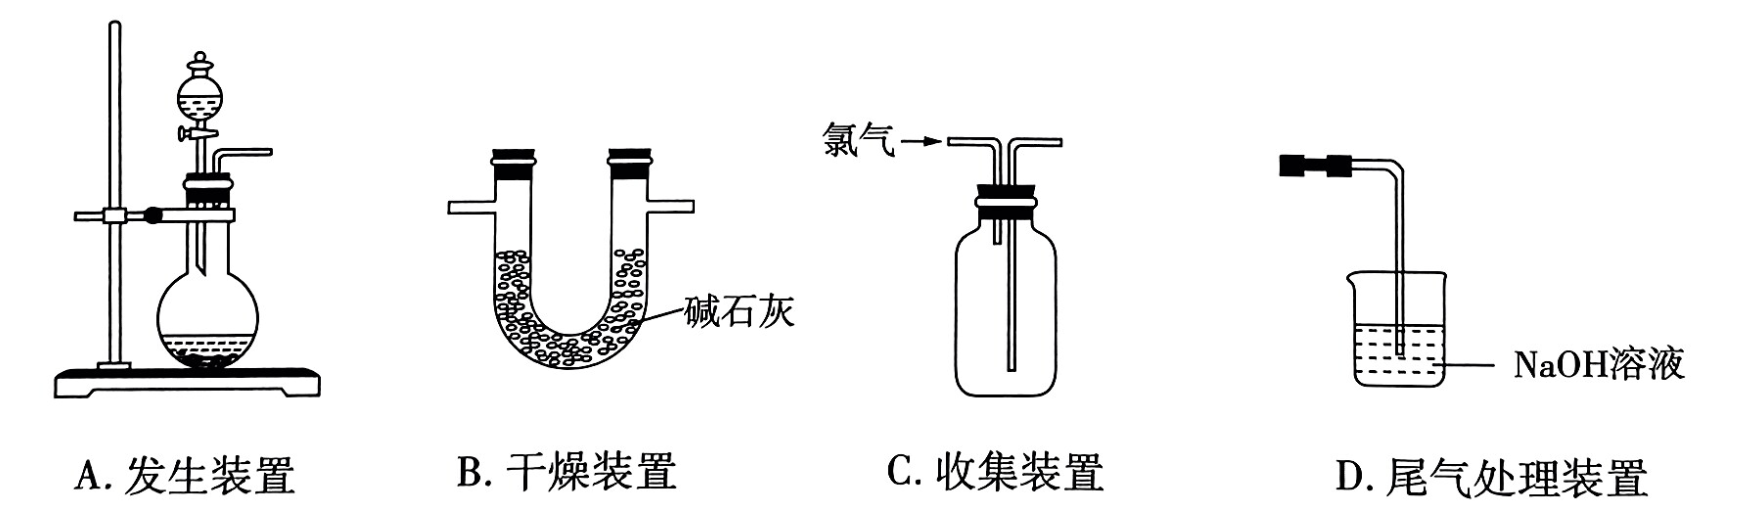 氯气
碱石灰
NaOH溶液
A. 发生装置
B. 干燥装置
C. 收集装置
D. 尾气处理装置